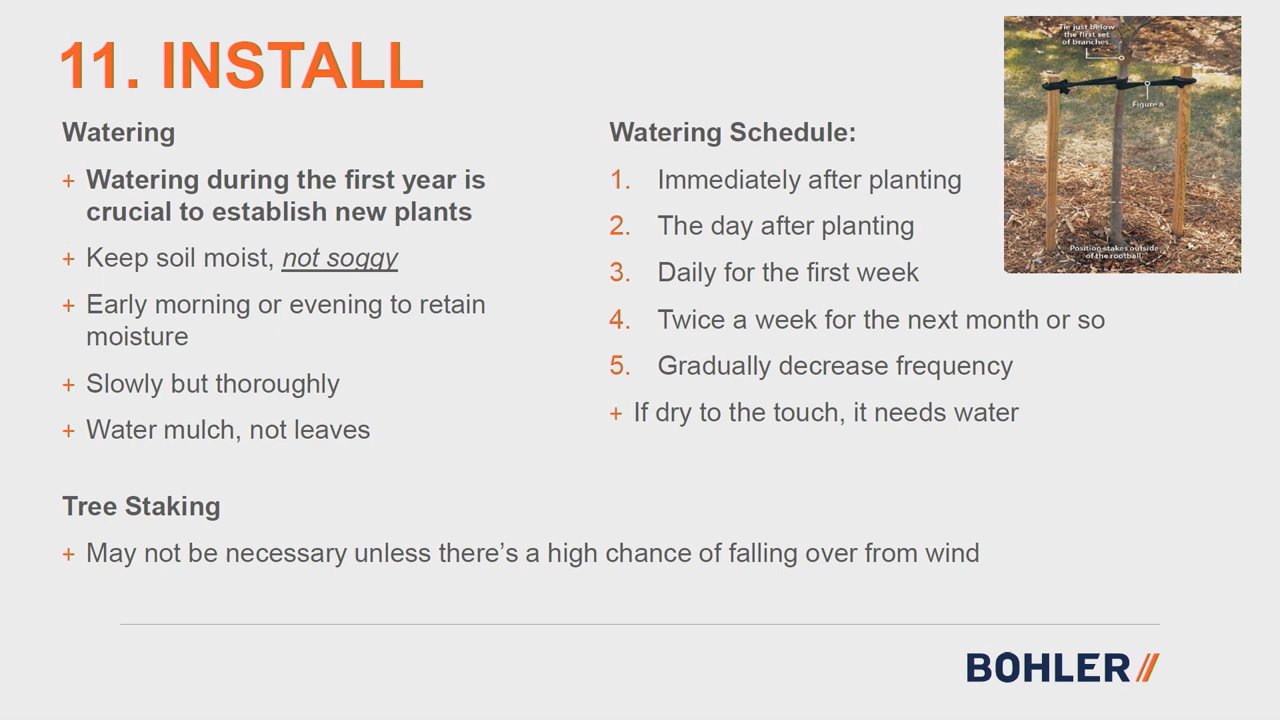 11. INSTALL
Watering
+ Watering during the first year is
crucial to establish new plants
+ Keep soil moist, not soggy
+ Early morning or evening to retain
moisture
+ Slowly but thoroughly
+ Water mulch, not leaves
Watering Schedule:
1. Immediately after planting
2. The day after planting
3. Daily for the first week
4. Twice a week for the next month or so
5. Gradually decrease frequency
+ If dry to the touch, it needs water
Tie just below
the first set
of branches.
Figure 8
Position stakes outside
of the rootball.
Tree Staking
+ May not be necessary unless there’s a high chance of falling over from wind
BOHLER//